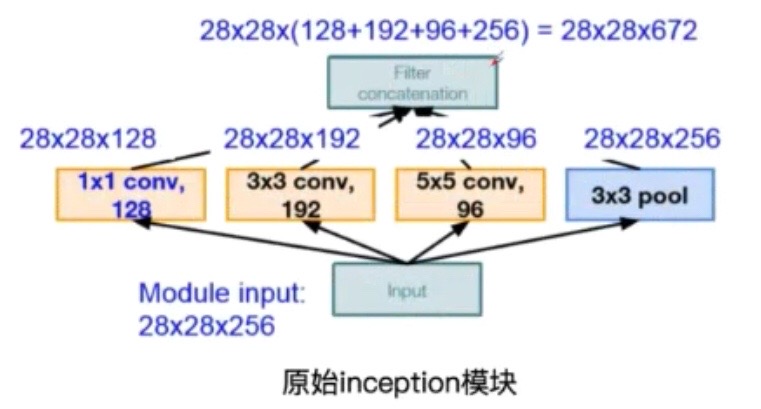 28x28x(128+192+96+256) = 28x28x672
Filter
concatenation
28x28x128
28x28x192
28x28x96
28x28x256
1x1 conv,
128
3x3 conv,
192
5x5 conv,
96
3x3 pool
Input
Module input:
28x28x256
原始inception模块